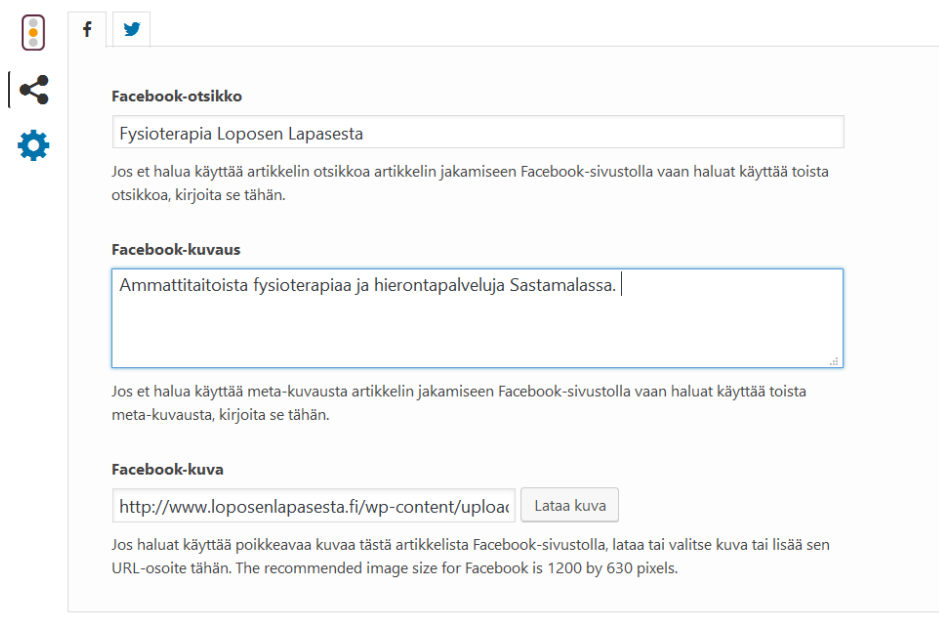 Facebook-otsikko
Fysioterapia Loposen Lapasesta
Jos et halua käyttää artikkelin otsikkoa artikkelin jakamiseen Facebook-sivustolla vaan haluat käyttää toista
otsikkoa, kirjoita se tähän.
Facebook-kuvaus
Ammattitaitoista fysioterapiaa ja hierontapalveluja Sastamalassa.
Jos et halua käyttää meta-kuvausta artikkelin jakamiseen Facebook-sivustolla vaan haluat käyttää toista
meta-kuvausta, kirjoita se tähän.
Facebook-kuva
http://www.loposenlapasesta.fi/wp-content/uploac Lataa kuva
Jos haluat käyttää poikkeavaa kuvaa tästä artikkelista Facebook-sivustolla, lataa tai valitse kuva tai lisää sen
URL-osoite tähän. The recommended image size for Facebook is 1200 by 630 pixels.